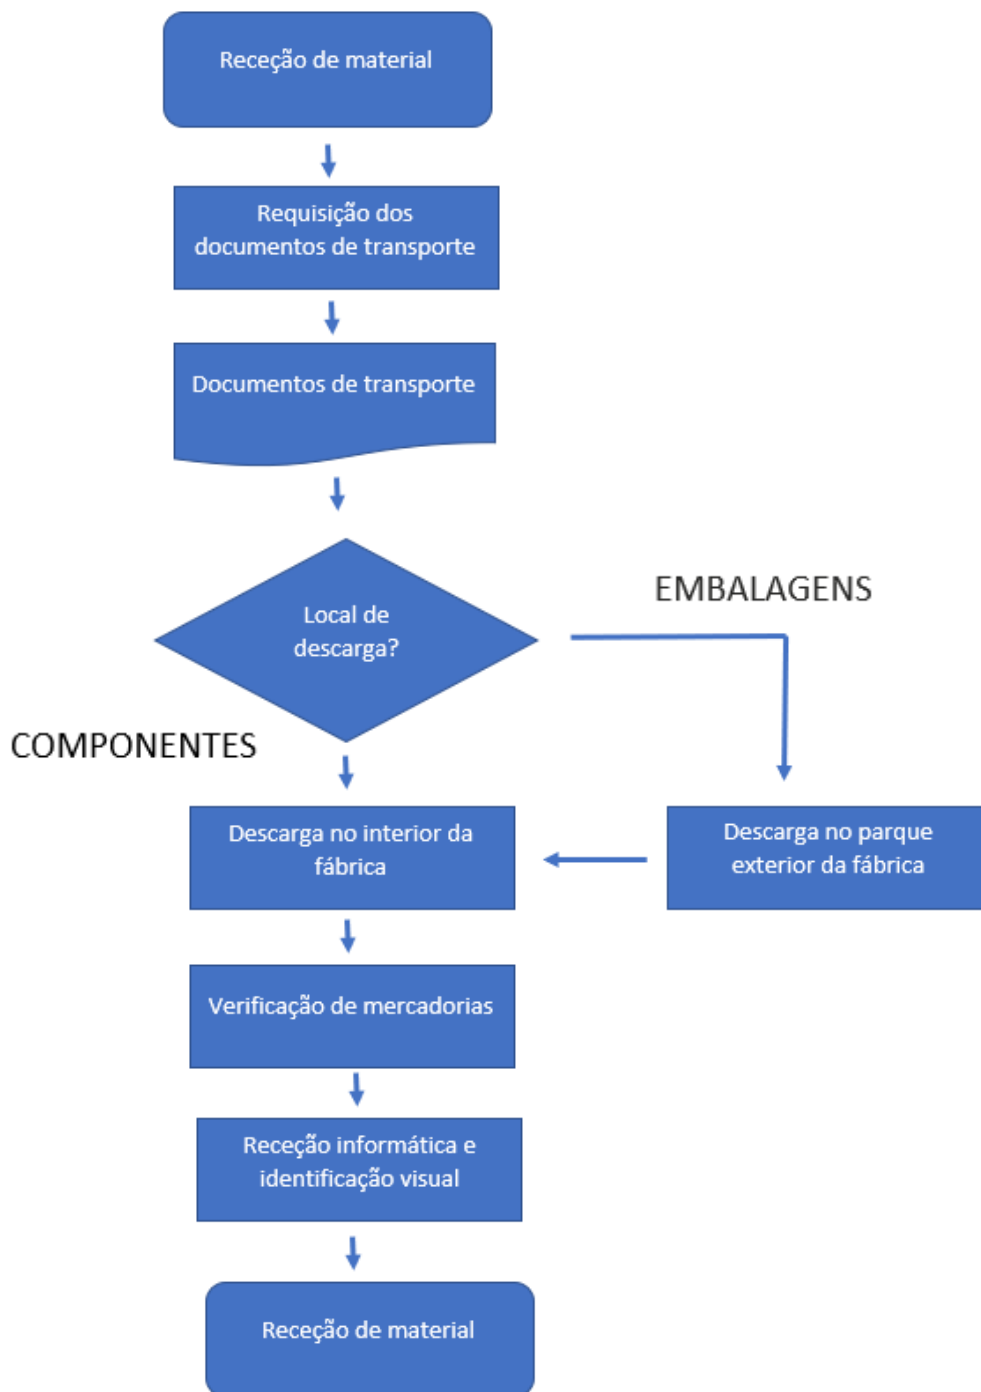 Receção de material
Requisição dos
documentos de transporte
Documentos de transporte
Local de
descarga?
EMBALAGENS
COMPONENTES
Descarga no interior da
fábrica
Descarga no parque
exterior da fábrica
Verificação de mercadorias
Receção informática e
identificação visual
Receção de material